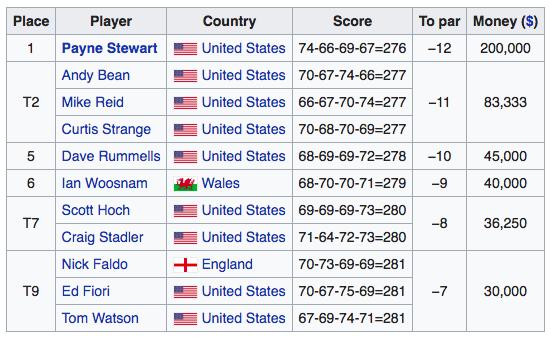 Place Player Country Score To par Money ($)
1 Payne Stewart United States 74-66-69-67=276 −12 200,000
T2 Andy Bean United States 70-67-74-66=277 −11 83,333
Mike Reid United States 66-67-70-74=277
Curtis Strange United States 70-68-70-69=277
5 Dave Rummells United States 68-69-69-72=278 −10 45,000
6 Ian Woosnam Wales 68-70-70-71=279 −9 40,000
T7 Scott Hoch United States 69-69-69-73=280 −8 36,250
Craig Stadler United States 71-64-72-73=280
T9 Nick Faldo England 70-73-69-69=281 −7 30,000
Ed Fiori United States 70-67-75-69=281
Tom Watson United States 67-69-74-71=281